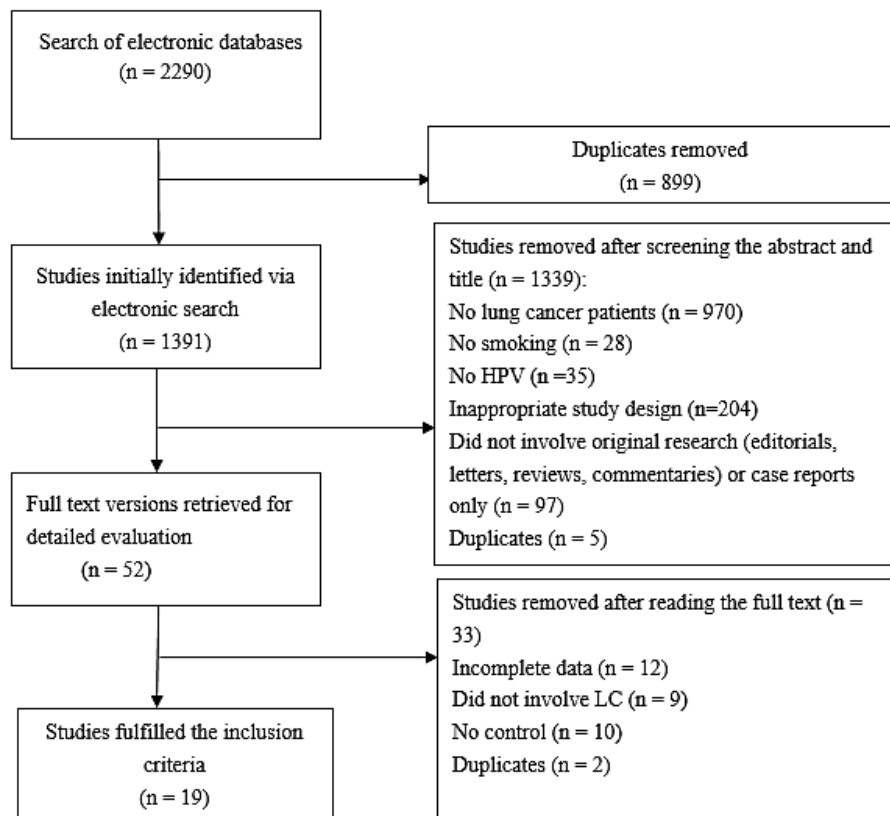 Search of electronic databases
(n = 2290)
Duplicates removed
(n = 899)
Studies initially identified via
electronic search
(n = 1391)
Studies removed after screening the abstract and
title (n = 1339):
No lung cancer patients (n = 970)
No smoking (n = 28)
No HPV (n =35)
Inappropriate study design (n=204)
Did not involve original research (editorials,
letters, reviews, commentaries) or case reports
only (n = 97)
Duplicates (n = 5)
Full text versions retrieved for
detailed evaluation
(n = 52)
Studies removed after reading the full text (n =
33)
Incomplete data (n = 12)
Did not involve LC (n = 9)
No control (n = 10)
Duplicates (n = 2)
Studies fulfilled the inclusion
criteria
(n = 19)